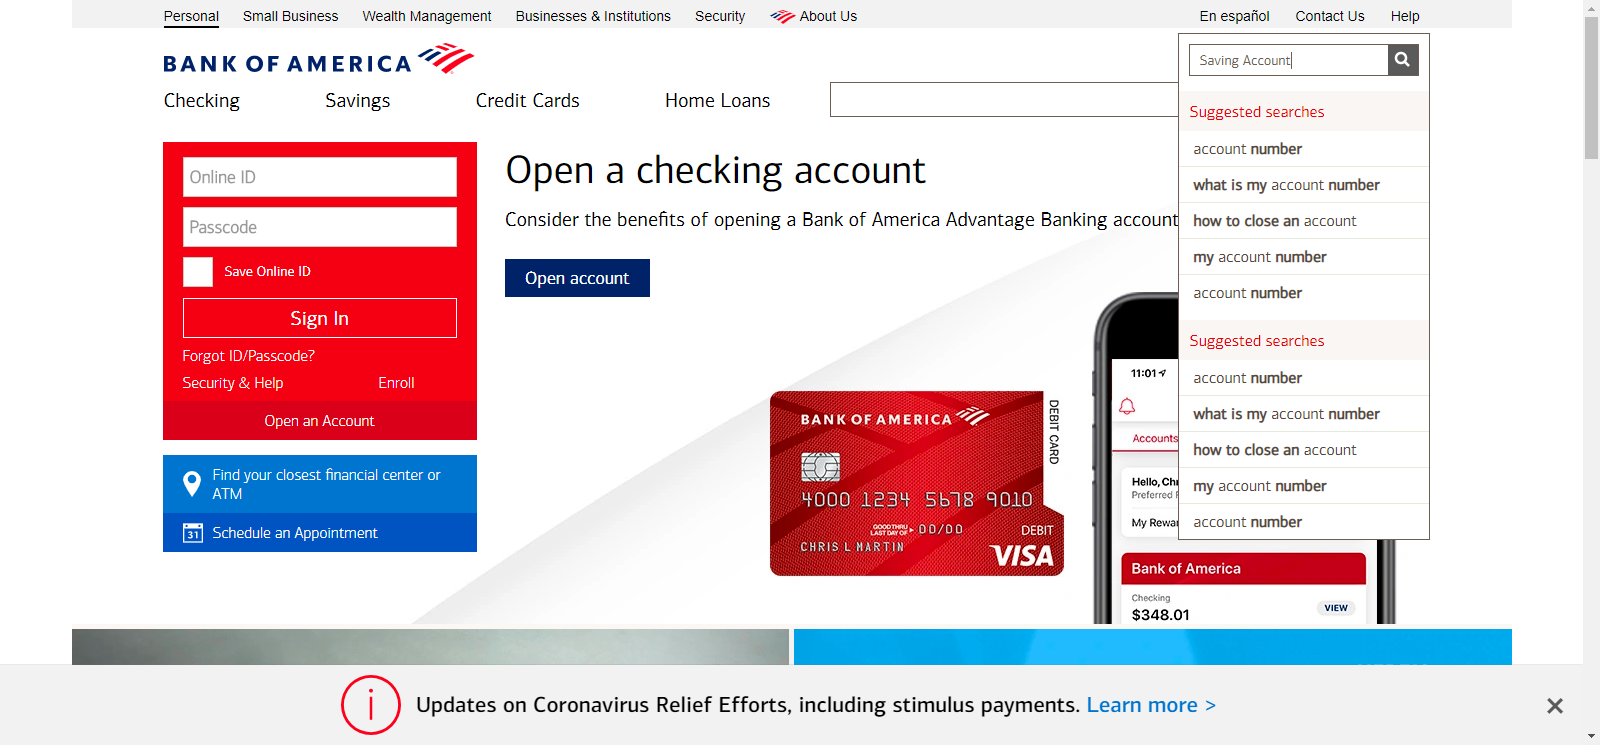 Personal
Small Business
Wealth Management
Businesses & Institutions
Security
About Us
En español
Contact Us
Help
BANK OF AMERICA
Saving Account
Checking
Savings
Credit Cards
Home Loans
Suggested searches
account number
what is my account number
how to close an account
my account number
account number
Suggested searches
account number
what is my account number
how to close an account
my account number
account number
Online ID
Passcode
Save Online ID
Sign In
Forgot ID/Passcode?
Security & Help
Enroll
Open an Account
Find your closest financial center or
ATM
31
Schedule an Appointment
Open a checking account
Consider the benefits of opening a Bank of America Advantage Banking account
Open account
BANK OF AMERICA
DEBIT CARD
4000 1234 5678 9010
GOOD THRU
LAST DAY OF
00/00
CHRIS L MARTIN
DEBIT
VISA
11:01
Accounts
Hello, Ch
Preferred
My Rewar
Bank of America
Checking
$348.01
VIEW
Updates on Coronavirus Relief Efforts, including stimulus payments. Learn more >